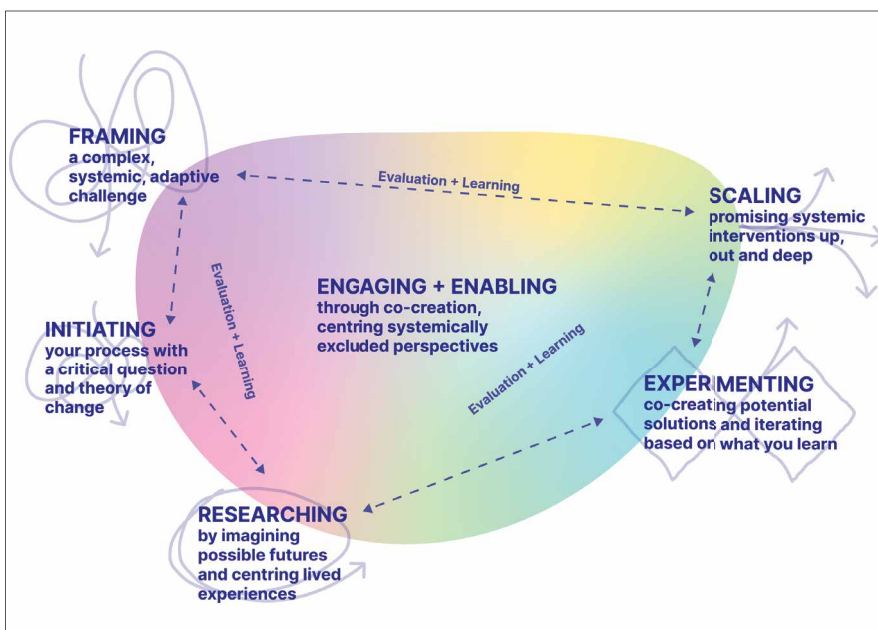 FRAMING
a complex,
systemic, adaptive
challenge
Evaluation + Learning
SCALING
promising systemic
interventions up,
out and deep
Evaluation + Learning
ENGAGING + ENABLING
through co-creation,
centring systemically
excluded perspectives
INITIATING
your process with
a critical question
and theory of
change
Evaluation + Learning
EXPERIMENTING
co-creating potential
solutions and iterating
based on what you learn
RESEARCHING
by imagining
possible futures
and centring lived
experiences